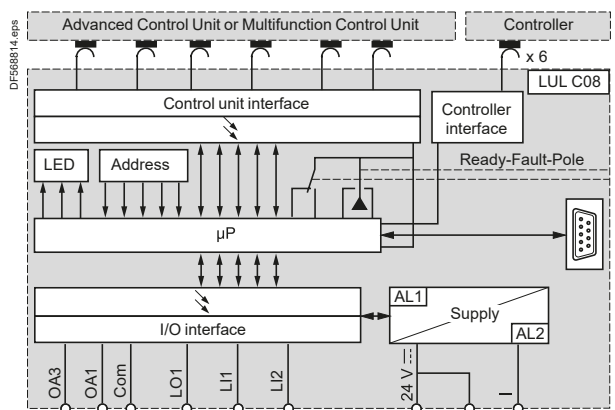 DF568814.eps
Advanced Control Unit or Multifunction Control Unit
Controller
x 6
LUL C08
Control unit interface
Controller
interface
LED
Address
Ready-Fault-Pole
µP
AL1
Supply
AL2
I/O interface
OA3
OA1
Com
LO1
LI1
LI2
24 V
I